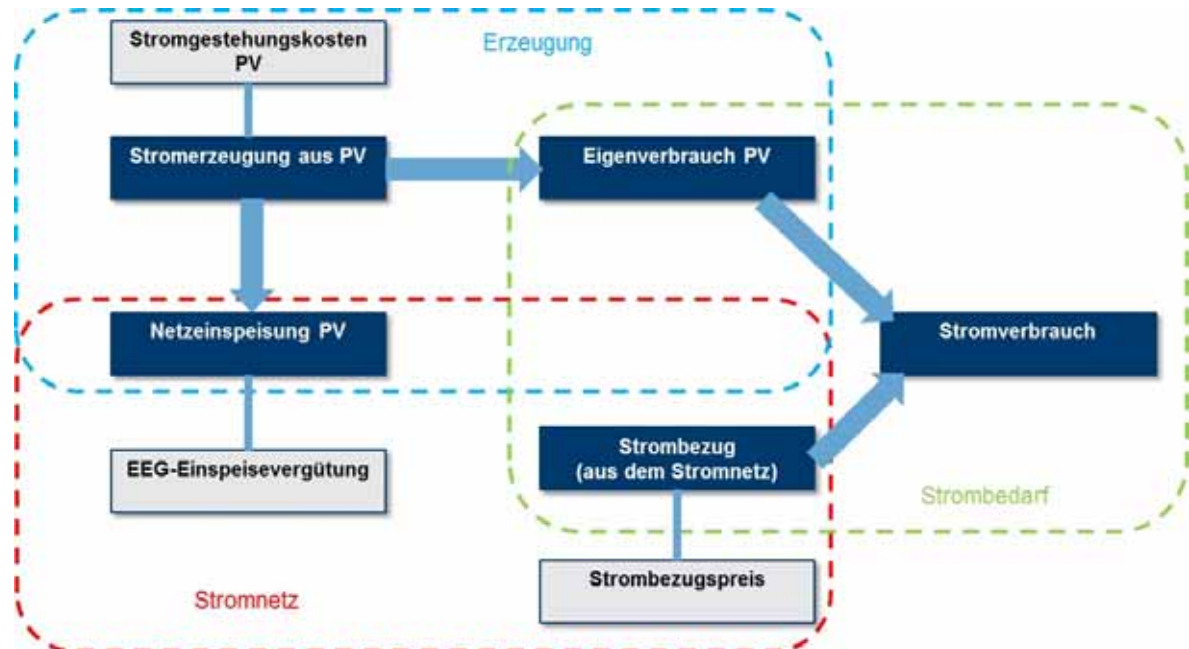 Stromgestehungskosten
PV
Erzeugung
Stromerzeugung aus PV
Eigenverbrauch PV
Netzeinspeisung PV
Stromverbrauch
EEG-Einspeisevergütung
Strombezug
(aus dem Stromnetz)
Strombedarf
Strombezugspreis
Stromnetz